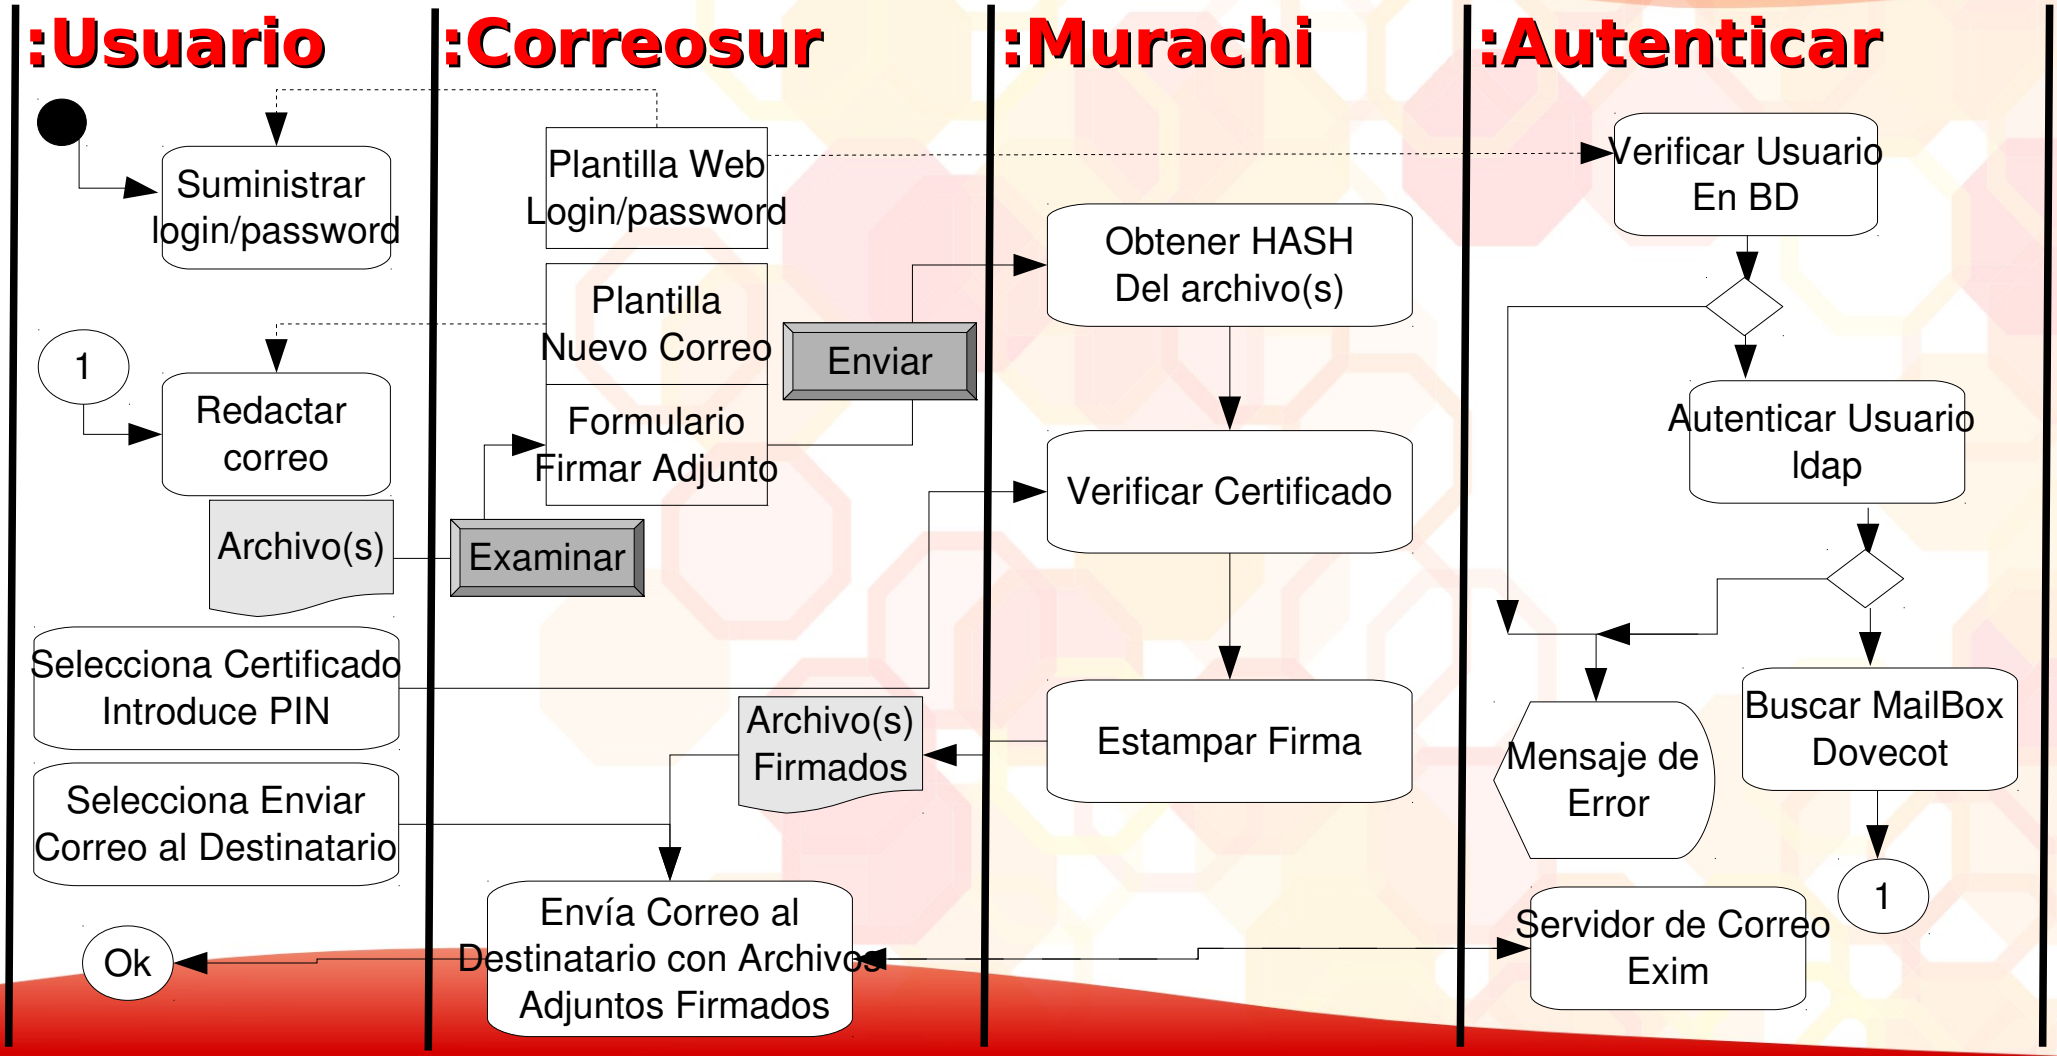 :Usuario
:Correosur
:Murachi
:Autenticar
Suministrar
login/password
1
Redactar
correo
Archivo(s)
Selecciona Certificado
Introduce PIN
Selecciona Enviar
Correo al Destinatario
Ok
Plantilla Web
Login/password
Plantilla
Nuevo Correo
Formulario
Firmar Adjunto
Enviar
Examinar
Archivo(s)
Firmados
Envía Correo al
Destinatario con Archivos
Adjuntos Firmados
Obtener HASH
Del archivo(s)
Verificar Certificado
Estampar Firma
Verificar Usuario
En BD
Autenticar Usuario
ldap
Mensaje de
Error
Buscar MailBox
Dovecot
1
Servidor de Correo
Exim